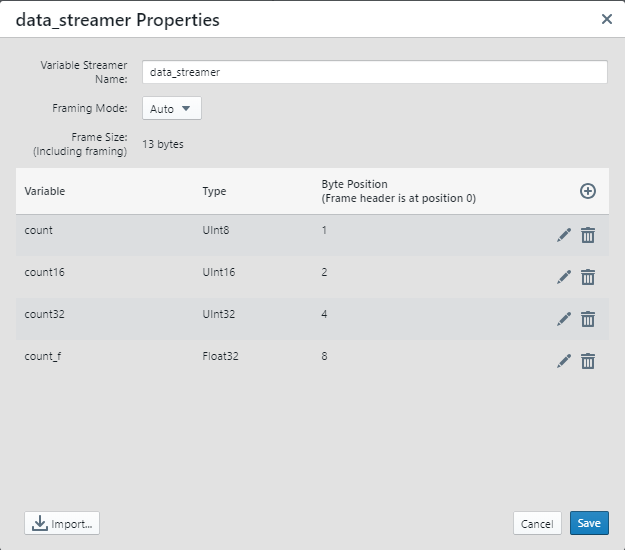 data_streamer Properties
Variable Streamer
Name:
data_streamer
Framing Mode:
Auto
Frame Size:
(Including framing)
13 bytes
Variable
Type
Byte Position
(Frame header is at position 0)
count
UInt8
1
count16
UInt16
2
count32
UInt32
4
count_f
Float32
8
Import...
Cancel
Save